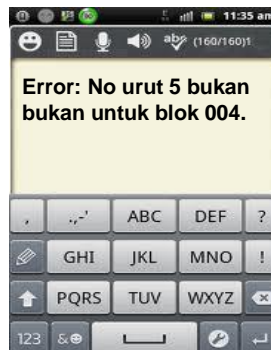 11:35 am
(160/160)1
Error: No urut 5 bukan
bukan untuk blok 004.
, .,-' ABC DEF ?
GHI JKL MNO !
PQRS TUV WXYZ
123 &